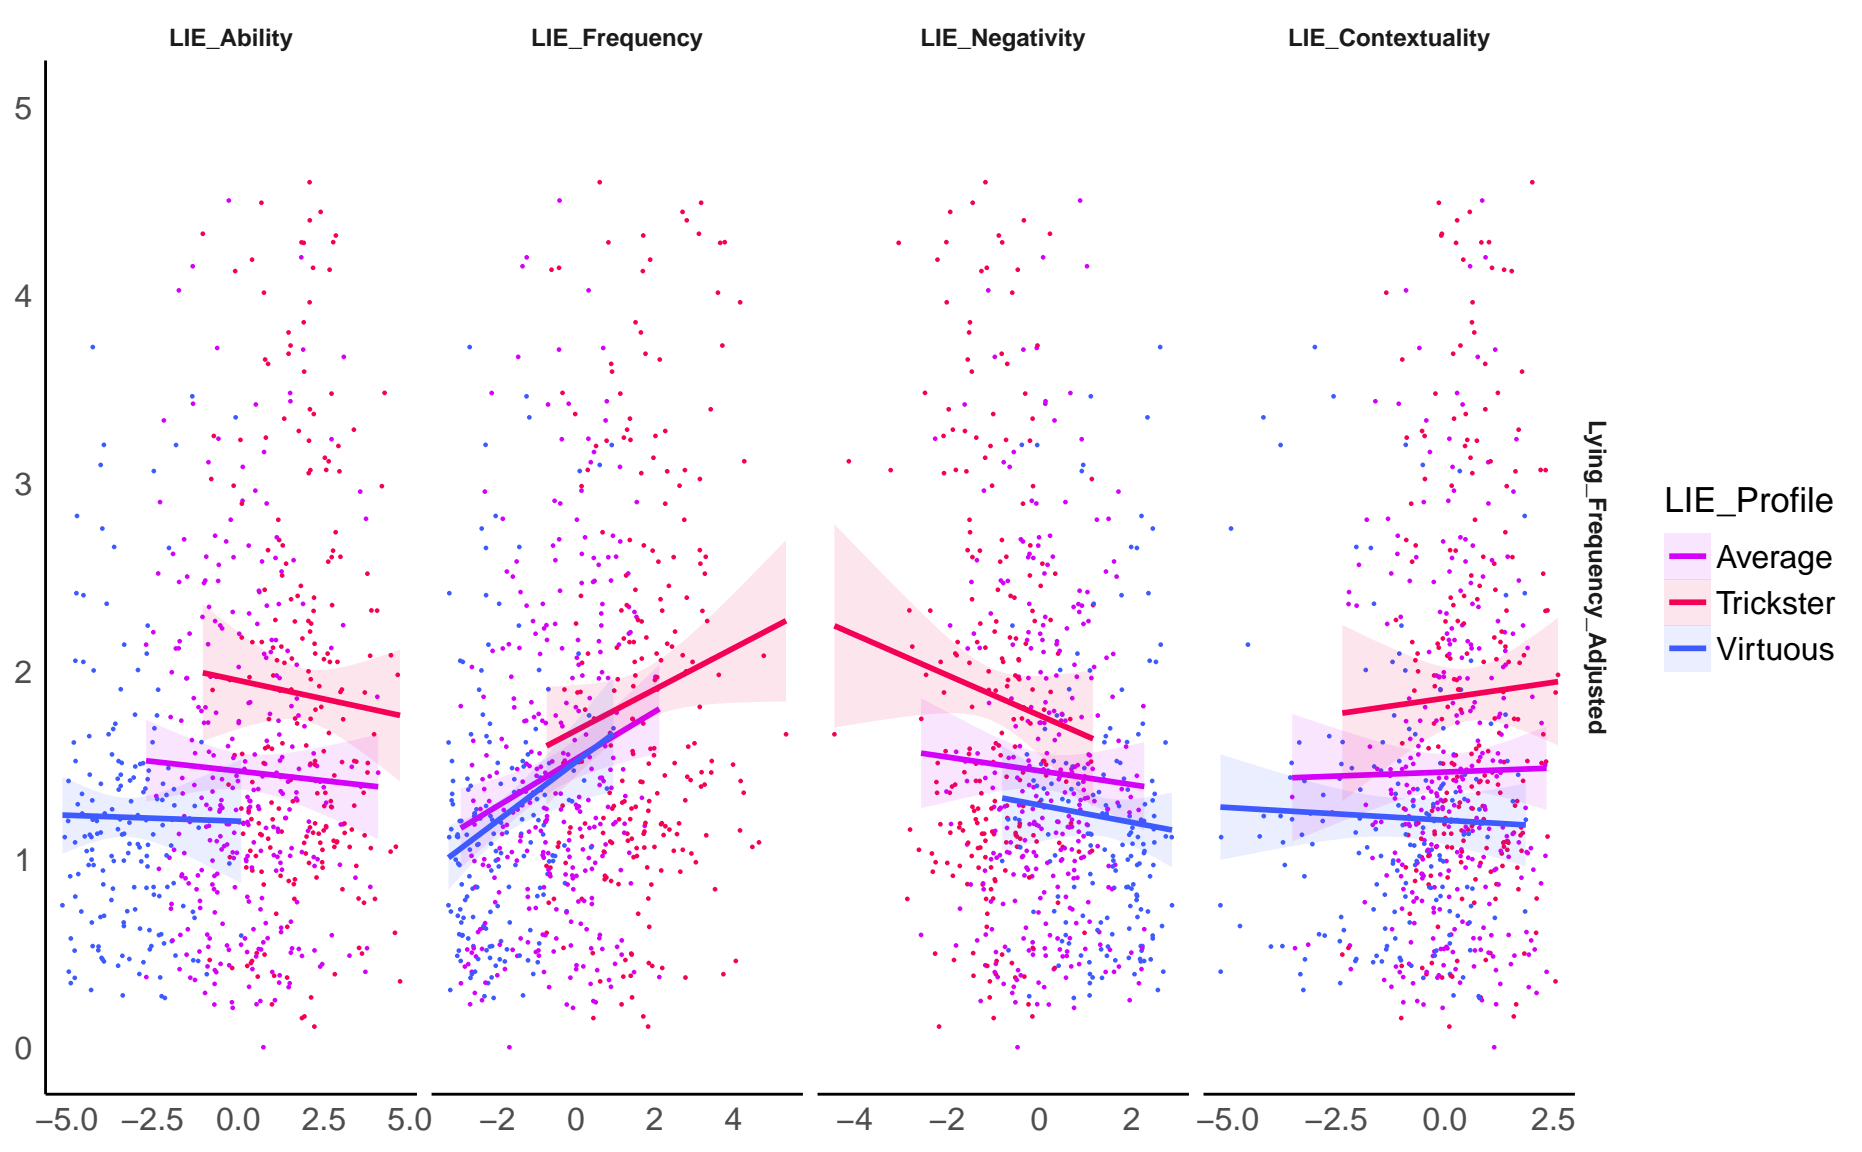 LIE_Ability LIE_Frequency LIE_Negativity LIE_Contextuality
5
4
3
2
1
0
Lying_Frequency_Adjusted
LIE_Profile
Average
Trickster
Virtuous
−5.0 −2.5 0.0 2.5 5.0 −2 0 2 4 −4 −2 0 2 −5.0 −2.5 0.0 2.5